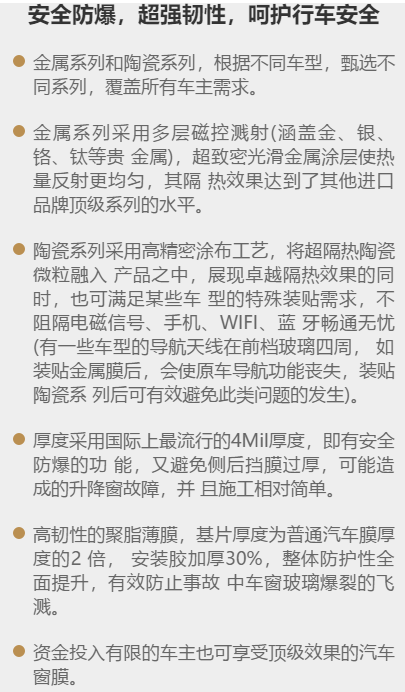 安全防爆，超强韧性，呵护行车安全
金属系列和陶瓷系列，根据不同车型，甄选不
同系列，覆盖所有车主需求。
金属系列采用多层磁控溅射(涵盖金、银、
铬、钛等贵 金属)，超致密光滑金属涂层使热
量反射更均匀，其隔 热效果达到了其他进口
品牌顶级系列的水平。
陶瓷系列采用高精密涂布工艺，将超隔热陶瓷
微粒融入 产品之中，展现卓越隔热效果的同
时，也可满足某些车 型的特殊装贴需求，不
阻隔电磁信号、手机、WIFI、蓝 牙畅通无忧
(有一些车型的导航天线在前档玻璃四周， 如
装贴金属膜后，会使原车导航功能丧失，装贴
陶瓷系 列后可有效避免此类问题的发生)。
厚度采用国际上最流行的4Mil厚度，即有安全
防爆的功 能，又避免侧后挡膜过厚，可能造
成的升降窗故障，并 且施工相对简单。
高韧性的聚脂薄膜，基片厚度为普通汽车膜厚
度的2 倍， 安装胶加厚30%，整体防护性全
面提升，有效防止事故 中车窗玻璃爆裂的飞
溅。
资金投入有限的车主也可享受顶级效果的汽车
窗膜。